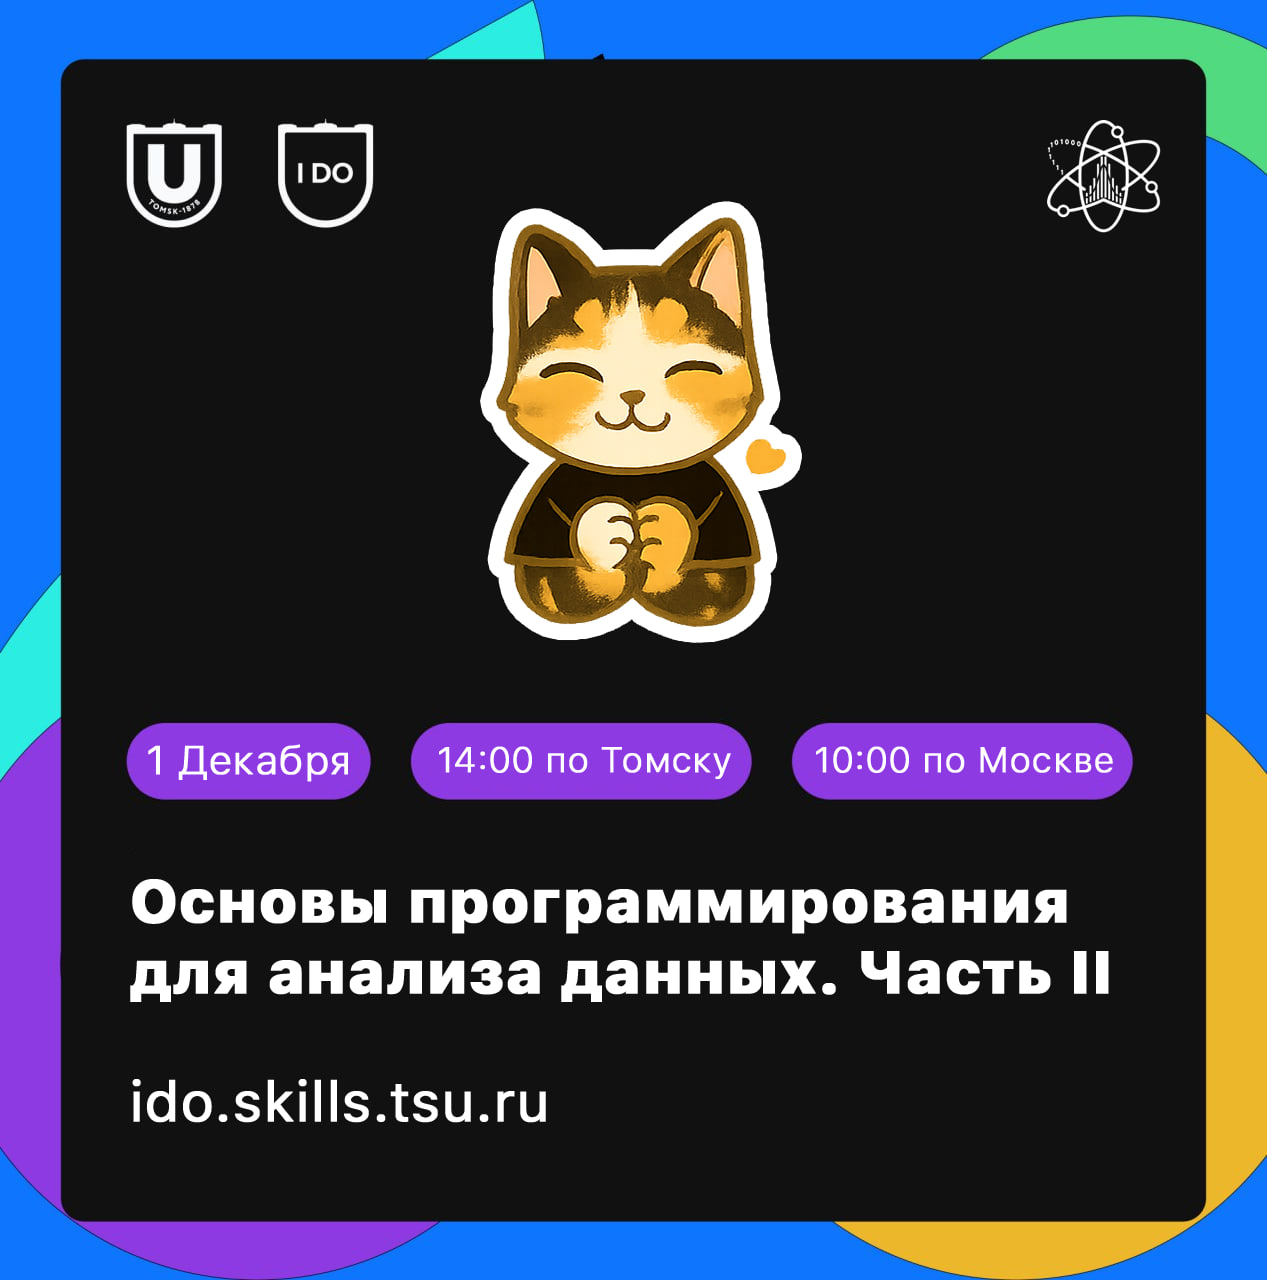 U
TOMSK-1878
I DO
1 Декабря
14:00 по Томску
10:00 по Москве
Основы программирования
для анализа данных. Часть II
ido.skills.tsu.ru